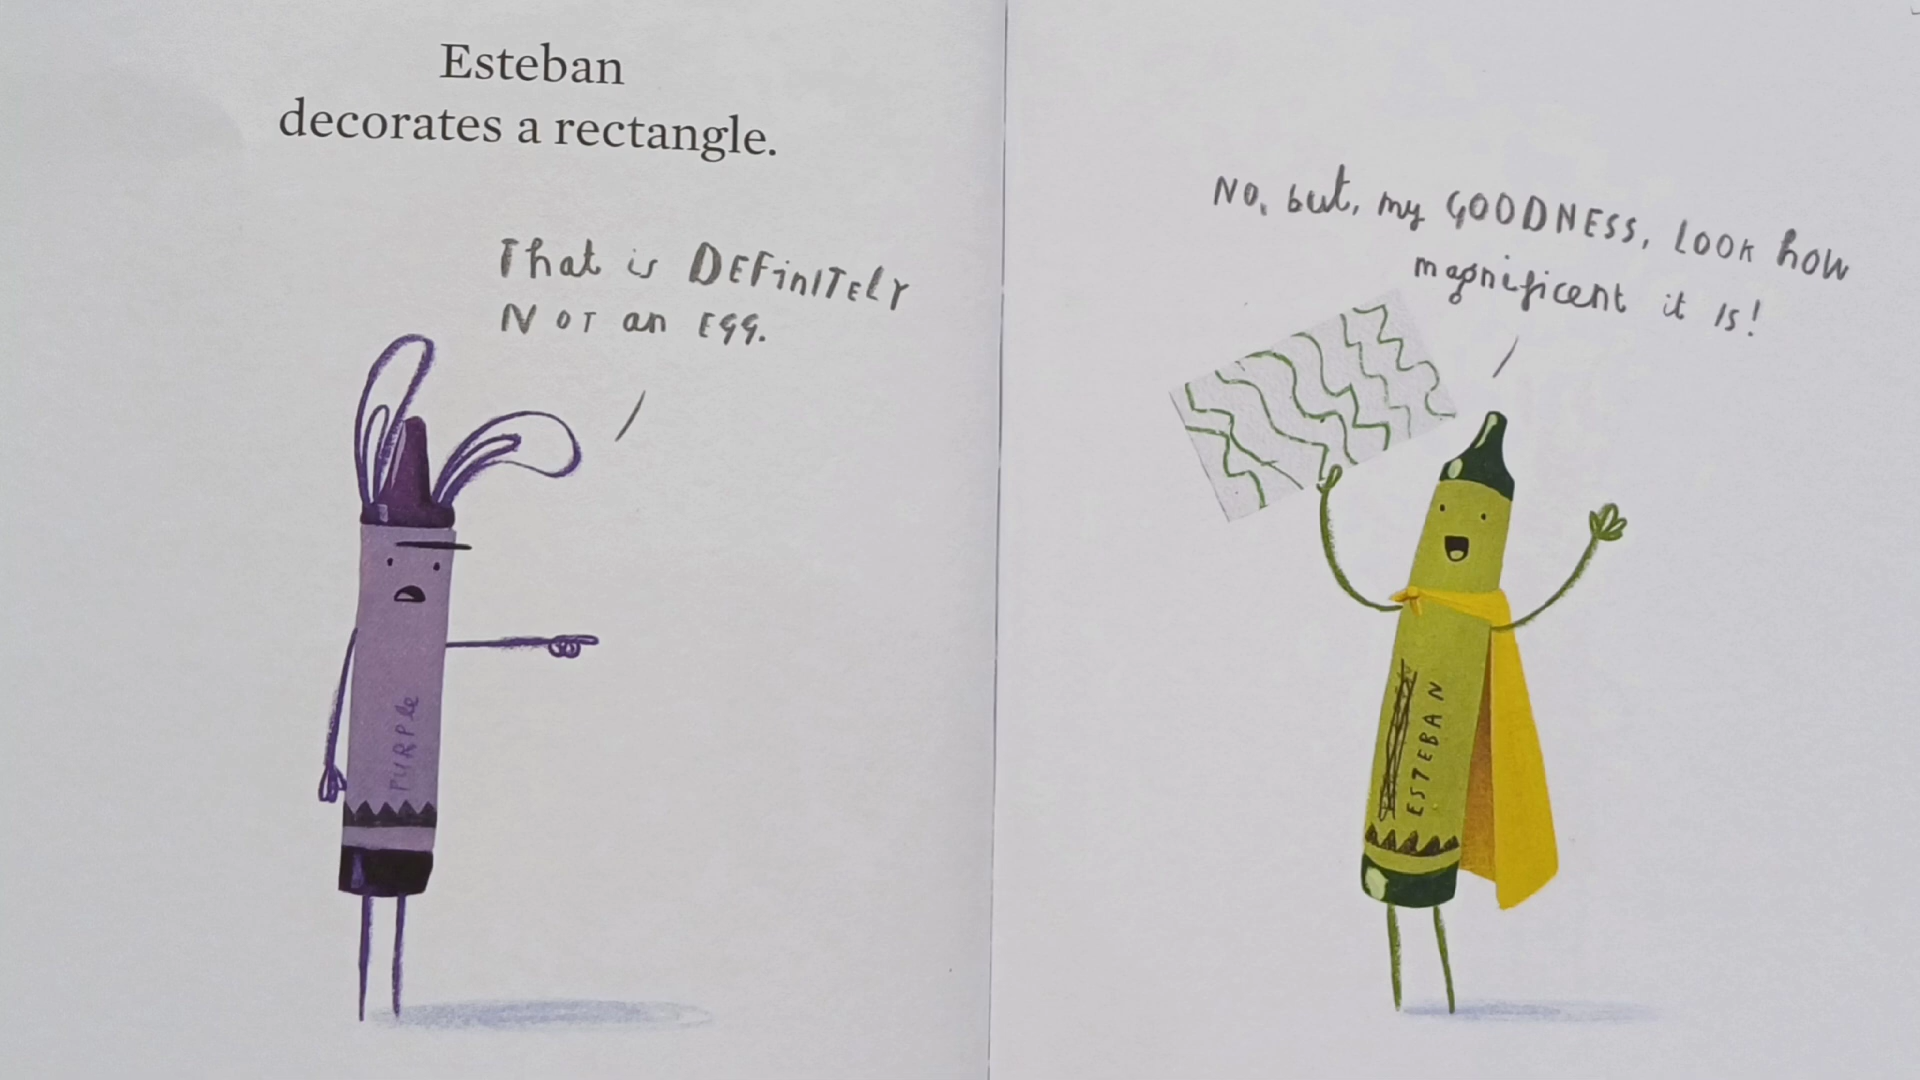 Esteban
decorates a rectangle.
That is DEFiniTELY
NOT an EGG.
PURPle
No, but, my GOODNESS, LOOK how
magnificent it is!
ESTEBAN